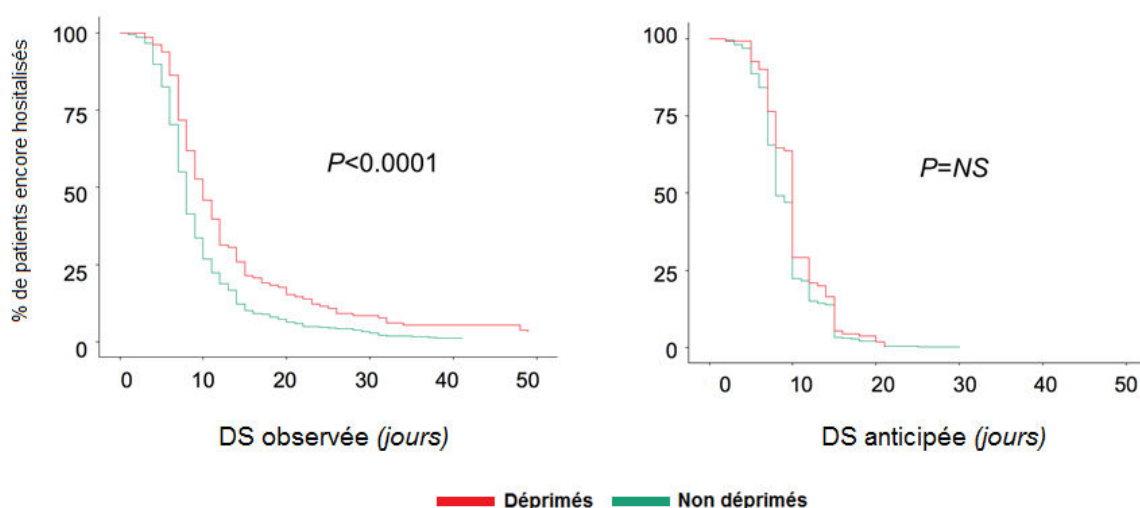 % de patients encore hositalisés
100
75
50
25
0
P<0.0001
0 10 20 30 40 50
DS observée (jours)
100
75
50
25
0
P=NS
0 10 20 30 40 50
DS anticipée (jours)
Déprimés Non déprimés